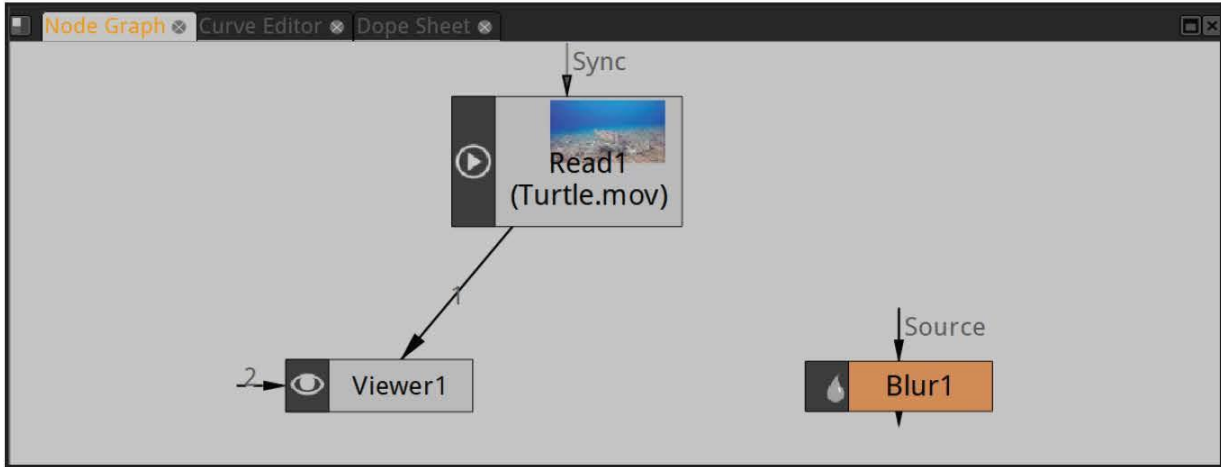 Node Graph Curve Editor Dope Sheet
Sync
Read1
(Turtle.mov)
1
Source
2
Viewer1
Blur1